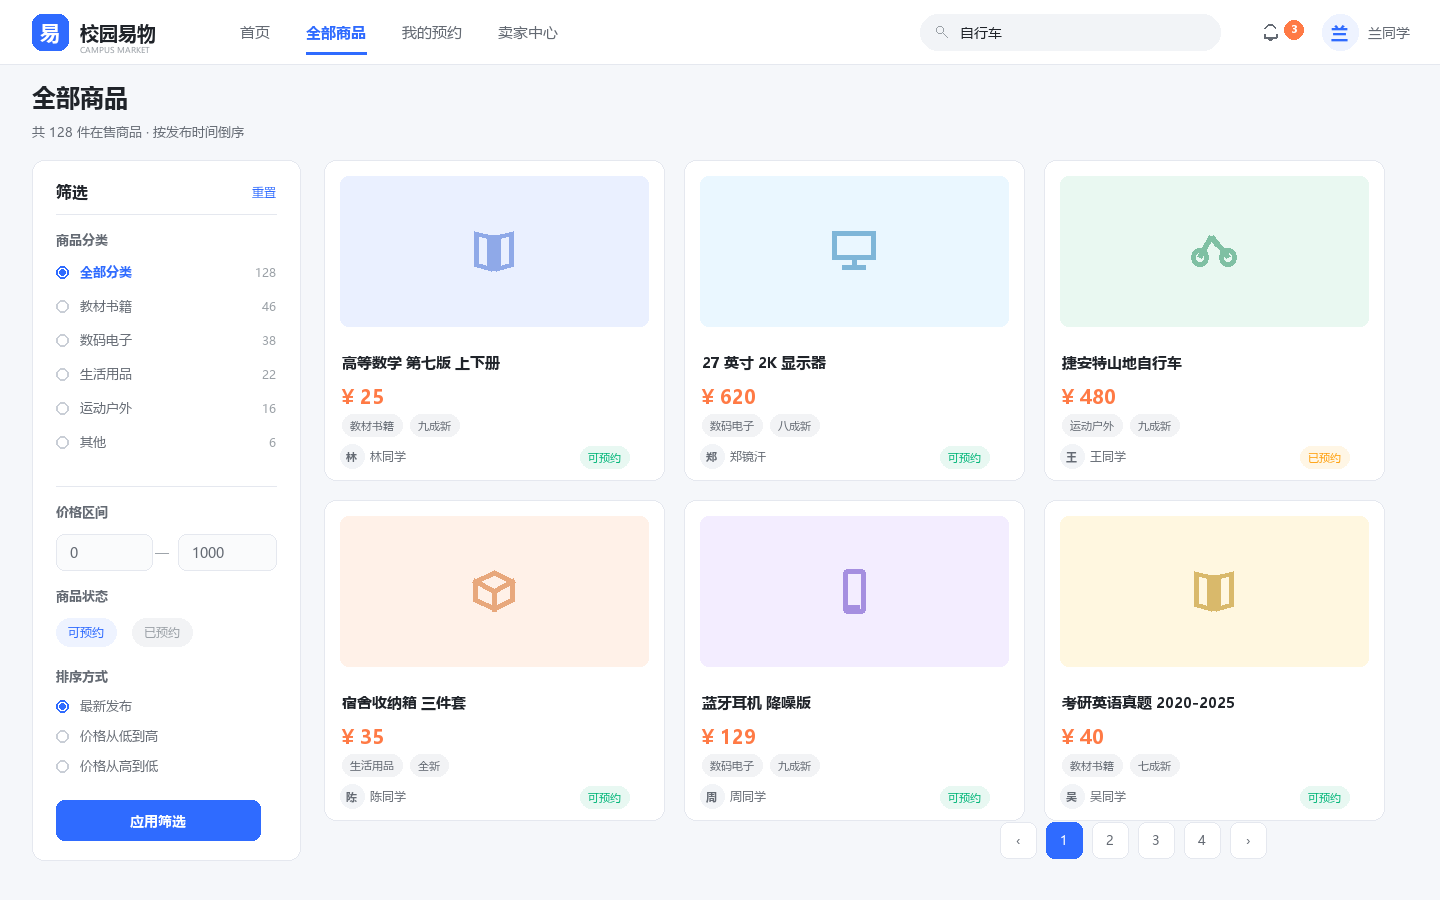 易 校园易物
CAMPUS MARKET
首页 全部商品 我的预约 卖家中心
自行车
3
兰 兰同学
全部商品
共 128 件在售商品 · 按发布时间倒序
筛选 重置
商品分类
全部分类 128
教材书籍 46
数码电子 38
生活用品 22
运动户外 16
其他 6
价格区间
0 — 1000
商品状态
可预约 已预约
排序方式
最新发布
价格从低到高
价格从高到低
应用筛选
高等数学 第七版 上下册
¥ 25
教材书籍 九成新
林 林同学 可预约
27 英寸 2K 显示器
¥ 620
数码电子 八成新
郑 郑镜汗 可预约
捷安特山地自行车
¥ 480
运动户外 九成新
王 王同学 已预约
宿舍收纳箱 三件套
¥ 35
生活用品 全新
陈 陈同学 可预约
蓝牙耳机 降噪版
¥ 129
数码电子 九成新
周 周同学 可预约
考研英语真题 2020-2025
¥ 40
教材书籍 七成新
吴 吴同学 可预约
‹ 1 2 3 4 ›